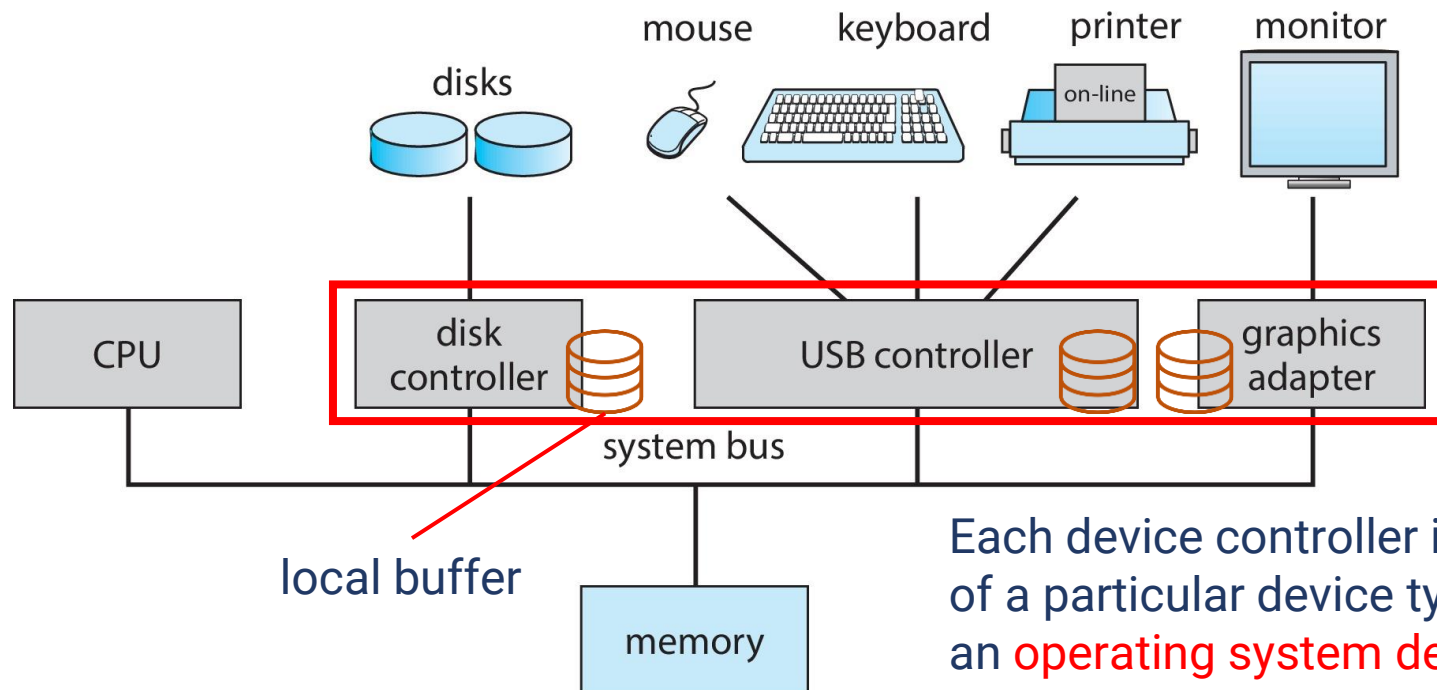 mouse keyboard printer monitor
disks
on-line
CPU
disk
controller
USB controller
graphics
adapter
system bus
local buffer
memory
Each device controller i
of a particular device ty
an operating system de